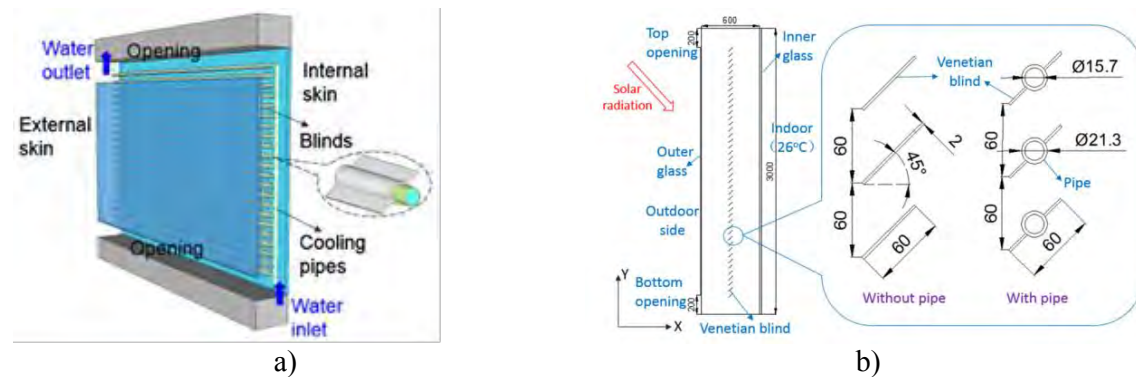 Water
outlet
Opening
Internal
skin
External
skin
Blinds
Cooling
pipes
Opening
Water
inlet
a)
600
200
Top
opening
Inner
glass
Solar
radiation
Indoor
(26°C)
3000
Outer
glass
Outdoor
side
Y
X
Bottom
opening
200
Venetian blind
Venetian
blind
60
60
45°
2
60
Without pipe
Ø15.7
60
Ø21.3
Pipe
60
60
With pipe
b)